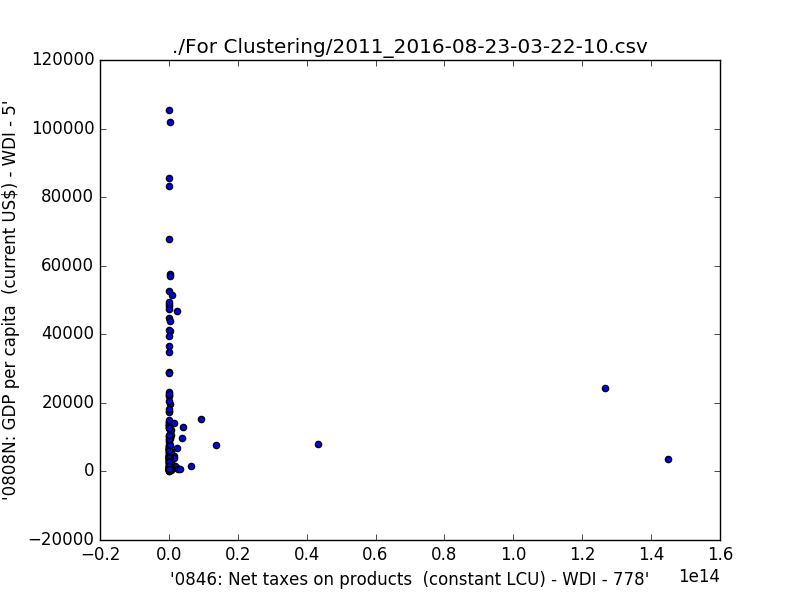 ./For Clustering/2011_2016-08-23-03-22-10.csv
120000
100000
80000
60000
40000
20000
0
−20000
'0808N: GDP per capita  (current US$) - WDI - 5'
−0.2 0.0 0.2 0.4 0.6 0.8 1.0 1.2 1.4 1.6
1e14
'0846: Net taxes on products  (constant LCU) - WDI - 778'